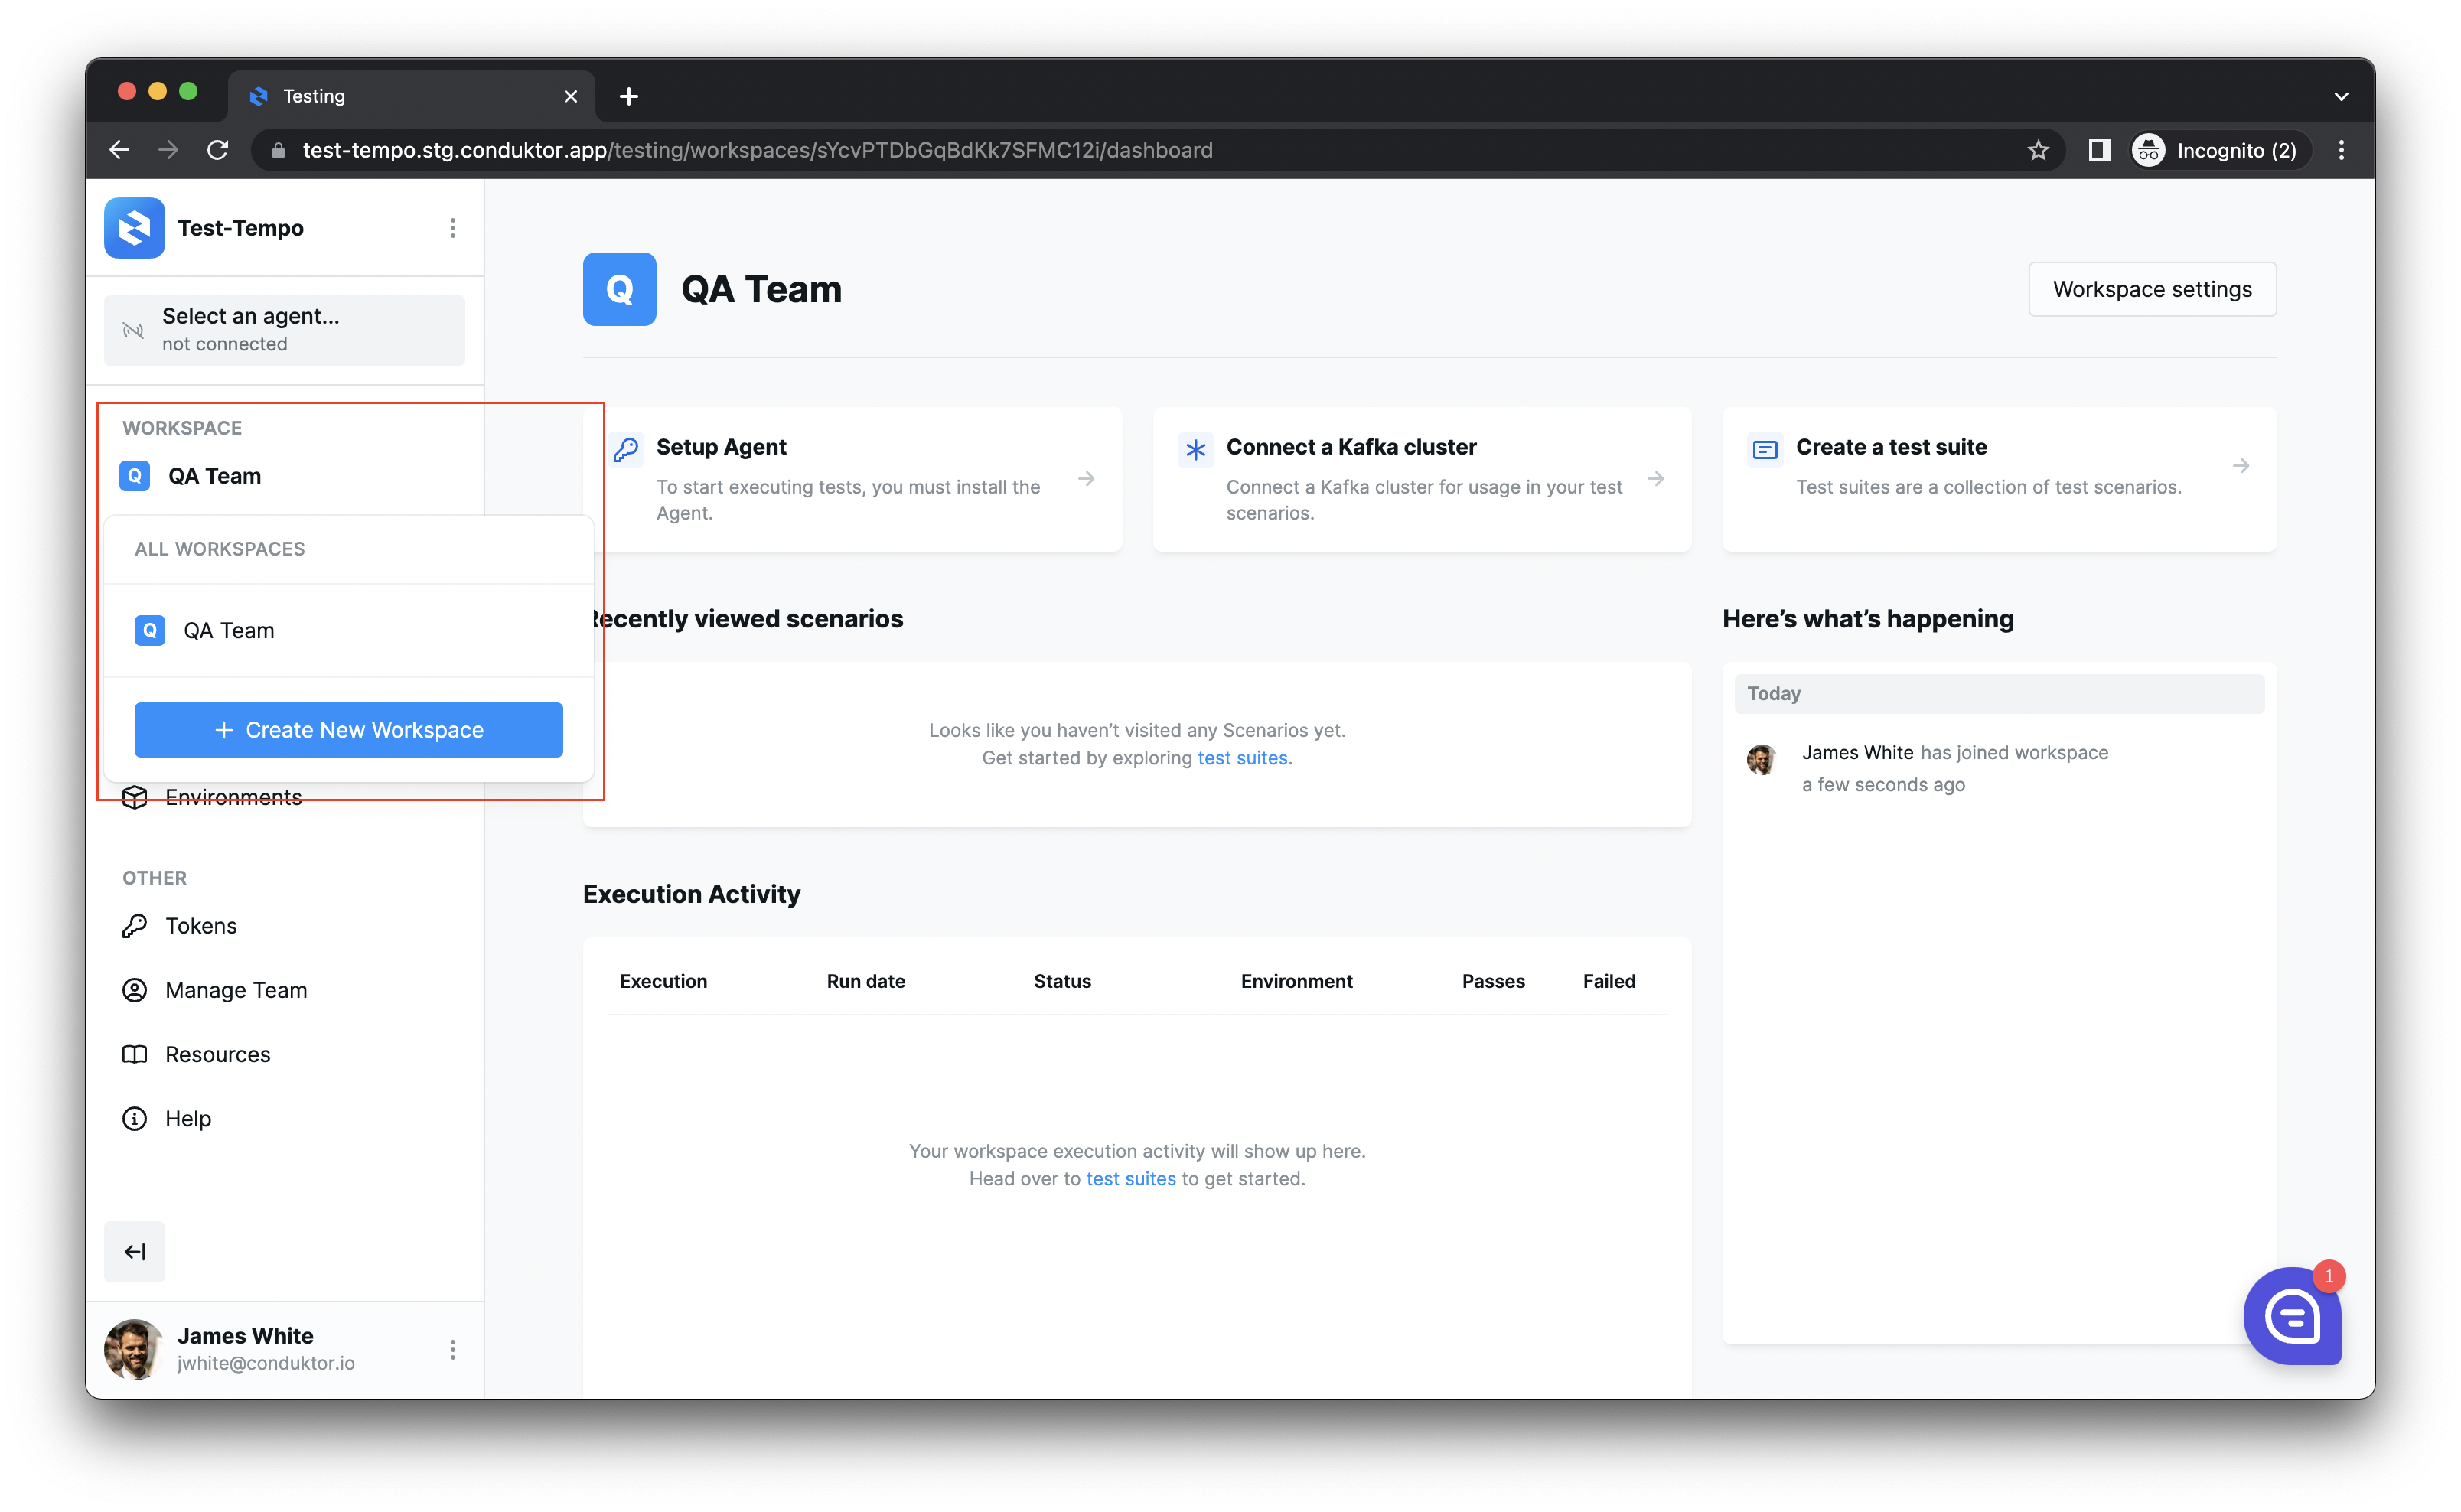 Testing
test-tempo.stg.conduktor.app/testing/workspaces/sYcvPTDbGqBdKk7SFMC12i/dashboard
Incognito (2)
Test-Tempo
Select an agent...
not connected
WORKSPACE
Q QA Team
ALL WORKSPACES
Q QA Team
+ Create New Workspace
Environments
OTHER
Tokens
Manage Team
Resources
Help
James White
jwhite@conduktor.io
Q QA Team
Workspace settings
Setup Agent
To start executing tests, you must install the
Agent.
Connect a Kafka cluster
Connect a Kafka cluster for usage in your test
scenarios.
Create a test suite
Test suites are a collection of test scenarios.
Recently viewed scenarios
Looks like you haven’t visited any Scenarios yet.
Get started by exploring test suites.
Here’s what’s happening
Today
James White has joined workspace
a few seconds ago
Execution Activity
Execution Run date Status Environment Passes Failed
Your workspace execution activity will show up here.
Head over to test suites to get started.
1